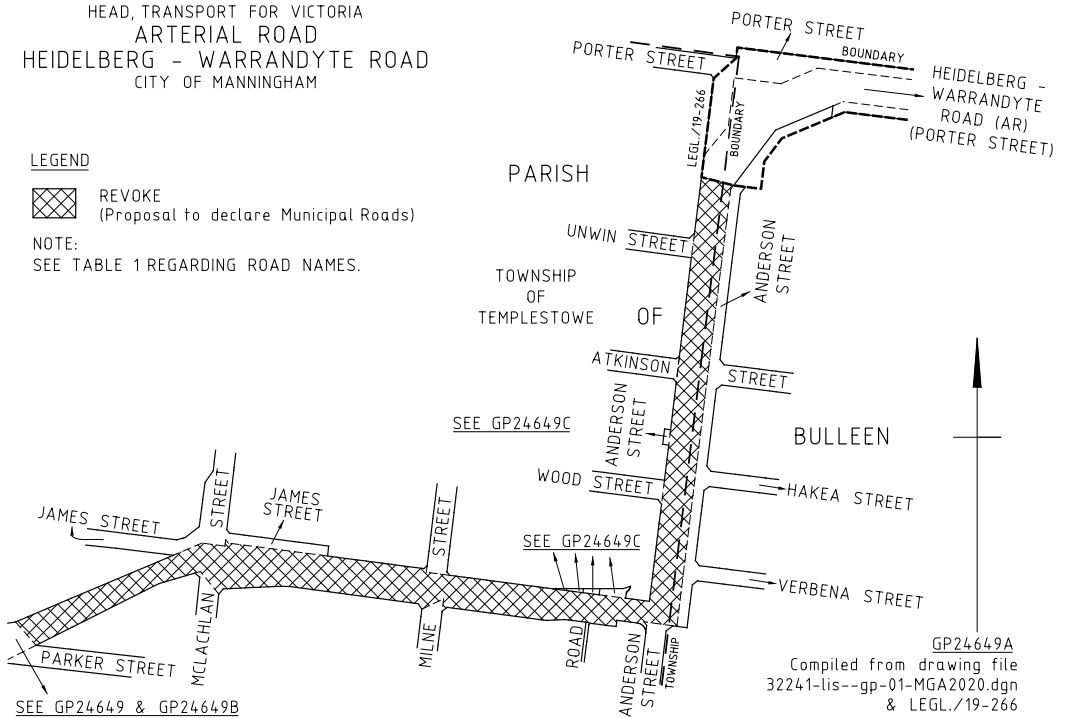 HEAD, TRANSPORT FOR VICTORIA
ARTERIAL ROAD
HEIDELBERG - WARRANDYTE ROAD
CITY OF MANNINGHAM
LEGEND
REVOKE
(Proposal to declare Municipal Roads)
NOTE:
SEE TABLE 1 REGARDING ROAD NAMES.
PORTER STREET
PORTER STREET
BOUNDARY
HEIDELBERG -
WARRANDYTE
ROAD (AR)
(PORTER STREET)
LEGL./19-266
BOUNDARY
PARISH
UNWIN STREET
ANDERSON
STREET
TOWNSHIP
OF
TEMPLESTOWE
OF
ATKINSON
STREET
ANDERSON
STREET
SEE GP24649C
BULLEEN
WOOD STREET
HAKEA STREET
JAMES STREET
STREET
JAMES
STREET
STREET
SEE GP24649C
VERBENA STREET
PARKER STREET
MCLACHLAN
MILNE
ROAD
ANDERSON
STREET
TOWNSHIP
SEE GP24649 & GP24649B
GP24649A
Compiled from drawing file
32241-lis--gp-01-MGA2020.dgn
& LEGL./19-266